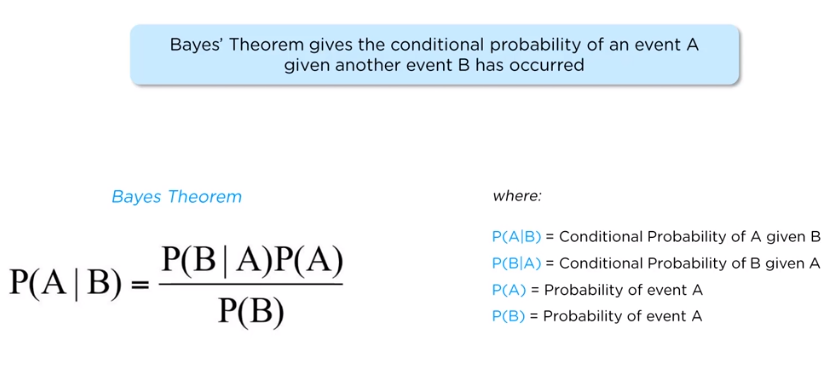 Bayes' Theorem gives the conditional probability of an event A
given another event B has occurred
Bayes Theorem
P(A|B) = P(B|A)P(A) / P(B)
where:
P(A|B) = Conditional Probability of A given B
P(B|A) = Conditional Probability of B given A
P(A) = Probability of event A
P(B) = Probability of event A